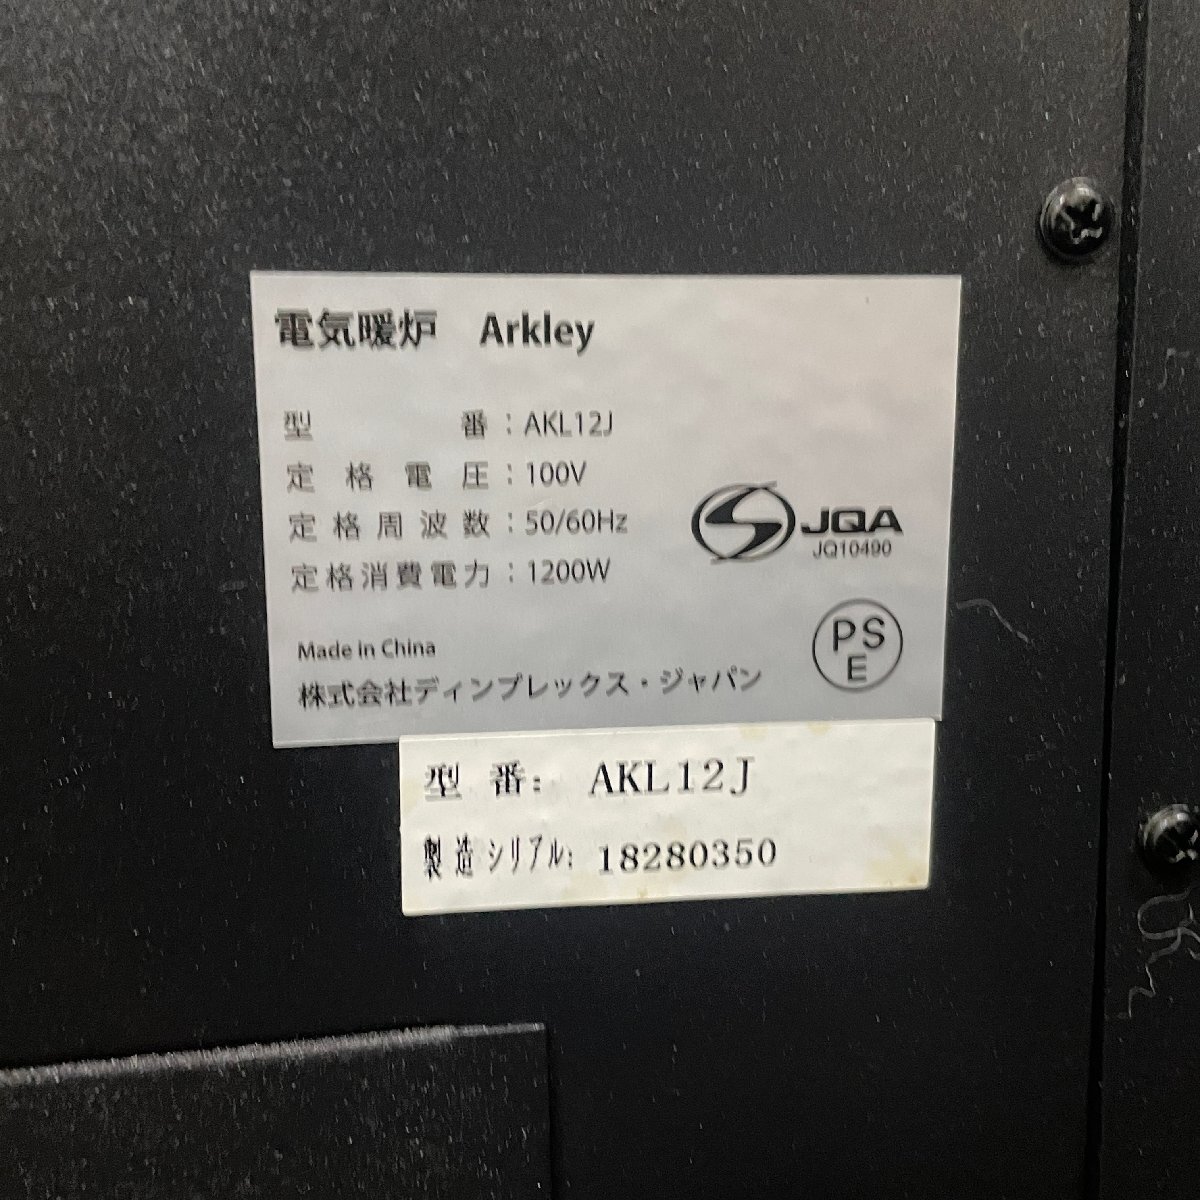 電気暖炉　Arkley
型番：AKL12J
定格電圧：100V
定格周波数：50/60Hz
定格消費電力：1200W
JQA
JQ10490
Made in China
株式会社ディンプレックス・ジャパン
PS
E
型番: AKL12J
製造シリアル: 18280350